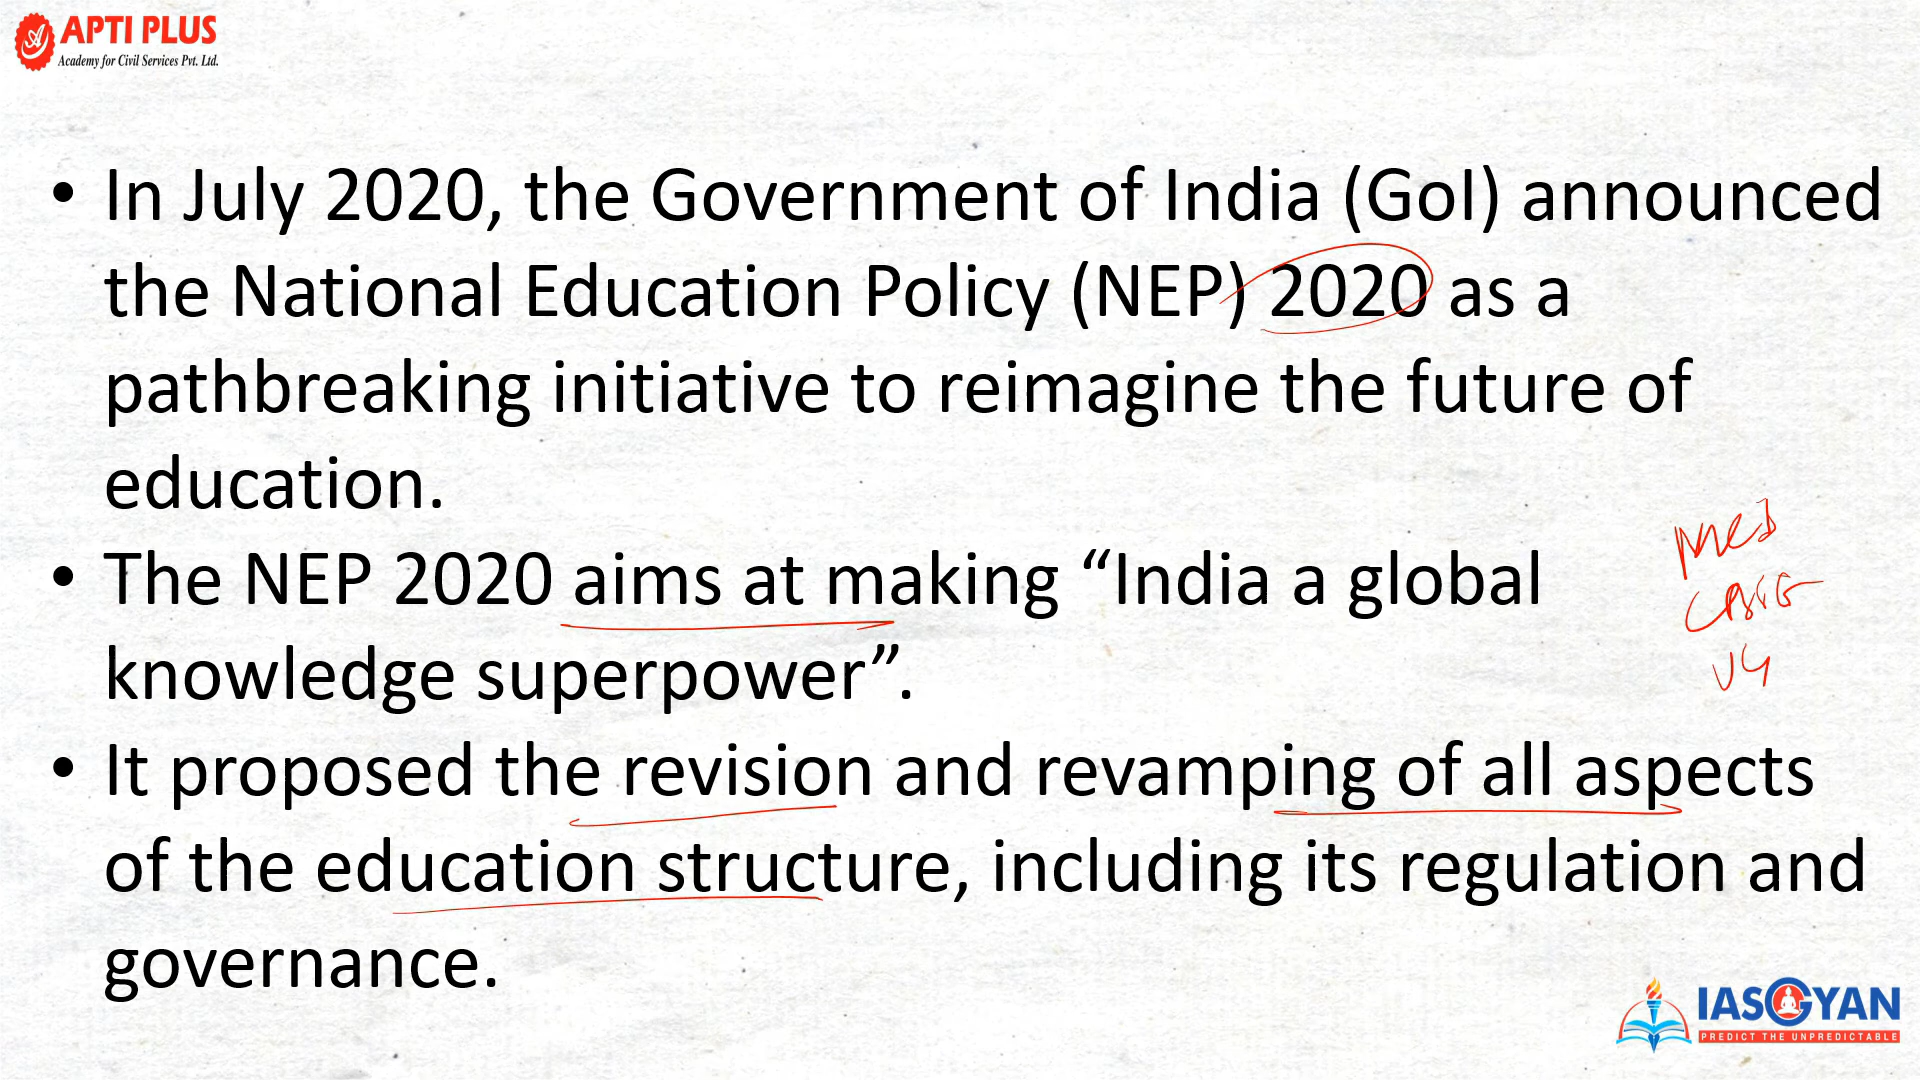 APTI PLUS
Academy for Civil Services Pvt. Ltd.
• In July 2020, the Government of India (GoI) announced
the National Education Policy (NEP) 2020 as a
pathbreaking initiative to reimagine the future of
education.
• The NEP 2020 aims at making “India a global
knowledge superpower”.
• It proposed the revision and revamping of all aspects
of the education structure, including its regulation and
governance.
IASGYAN
PREDICT THE UNPREDICTABLE